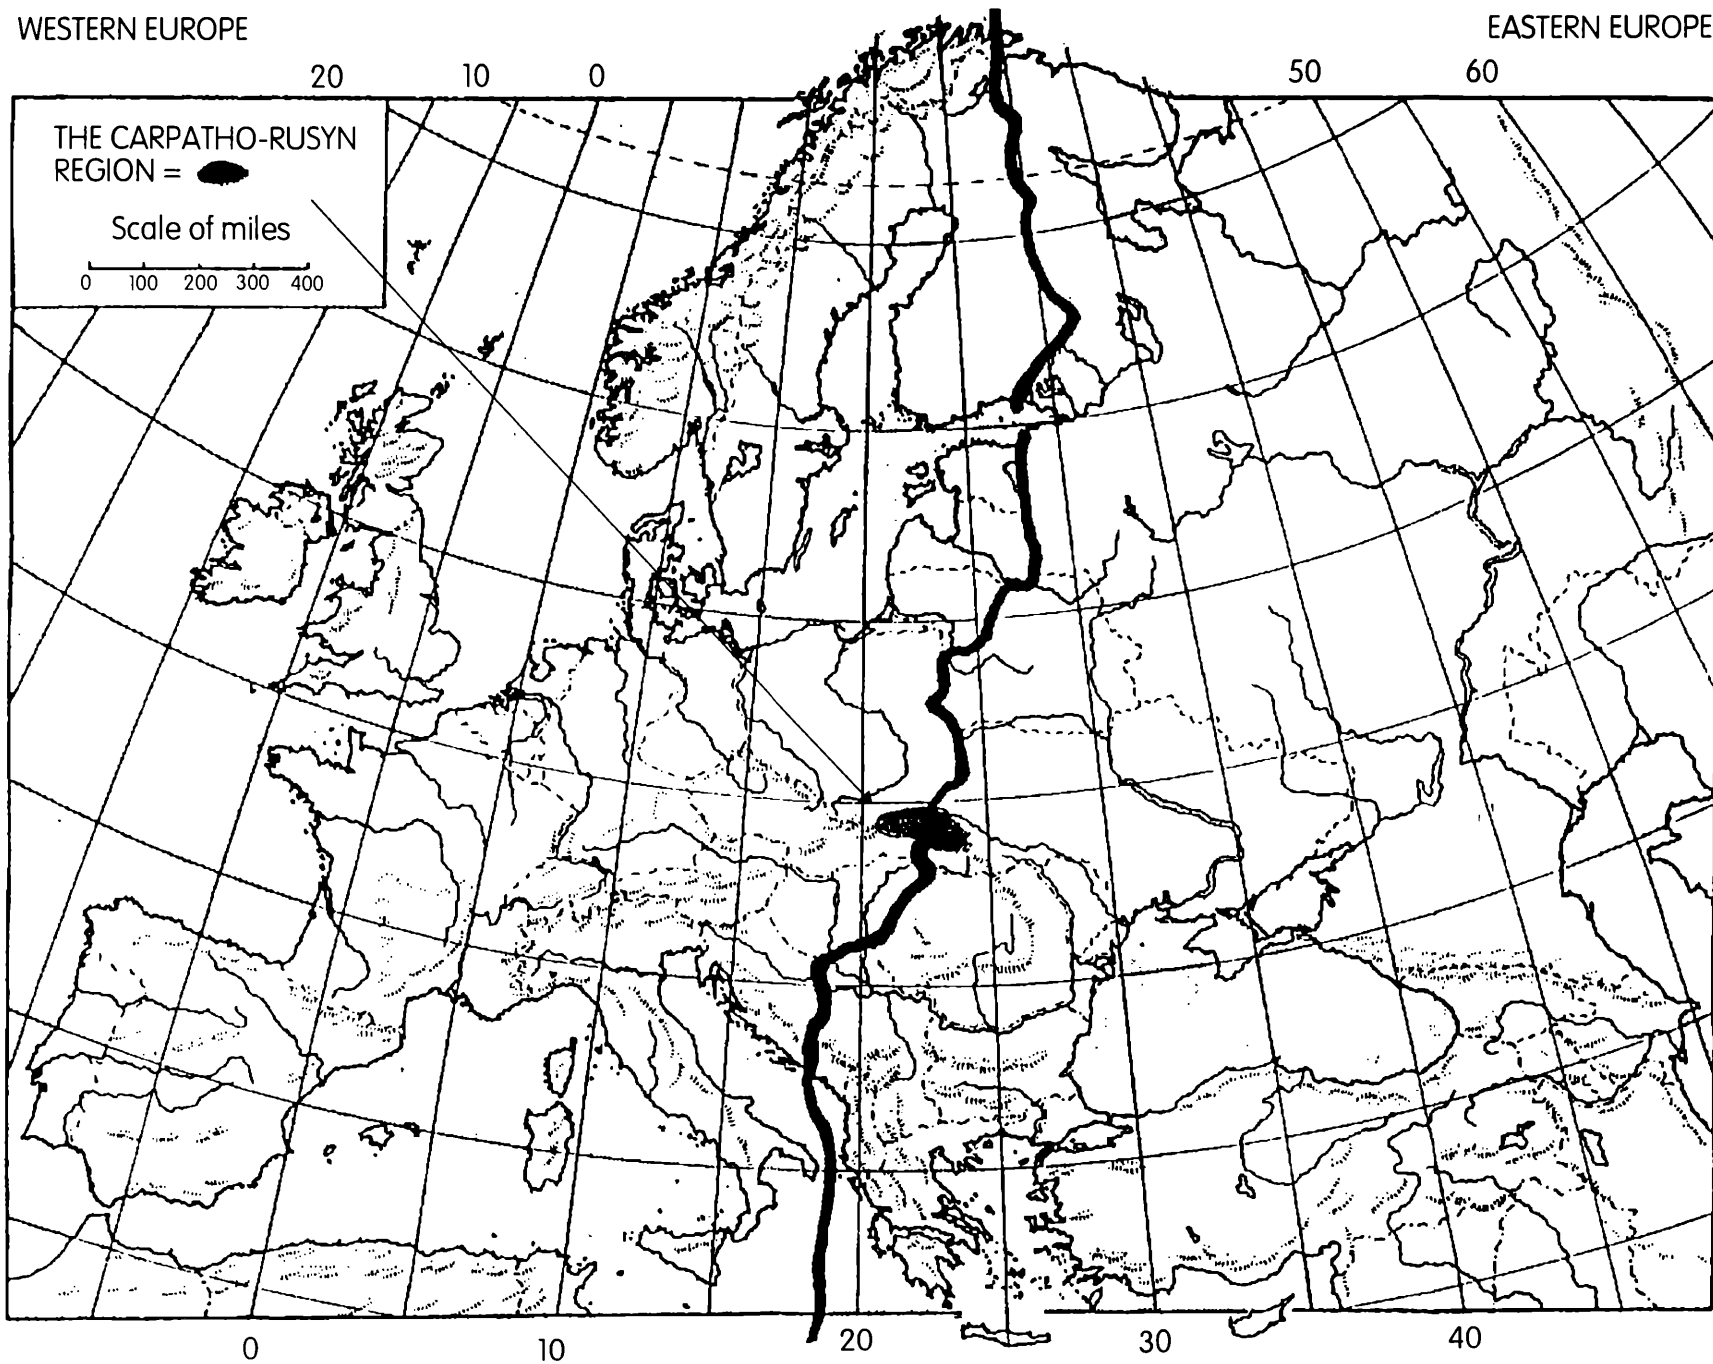 WESTERN EUROPE
EASTERN EUROPE
20 10 0 50 60
THE CARPATHO-RUSYN
REGION =
Scale of miles
0 100 200 300 400
0 10 20 30 40